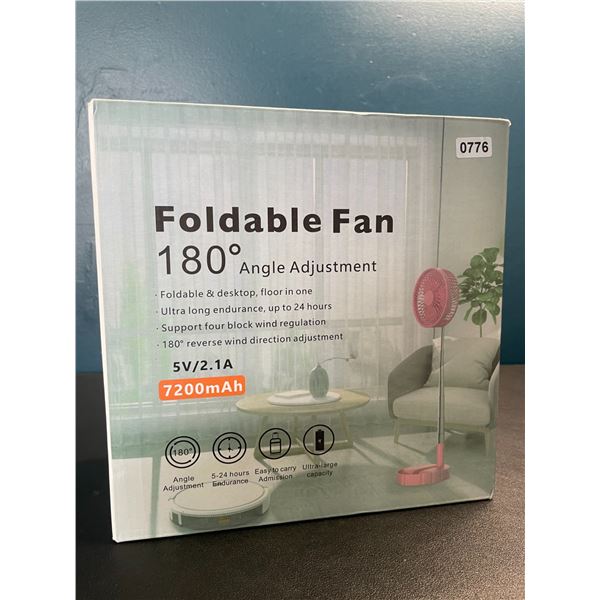 0776
Foldable Fan
180° Angle Adjustment
· Foldable & desktop, floor in one
· Ultra long endurance, up to 24 hours
· Support four block wind regulation
· 180° reverse wind direction adjustment
5V/2.1A
7200mAh
180°
Angle Adjustment
5-24 hours Endurance
Easy to carry Admission
Ultra-large capacity